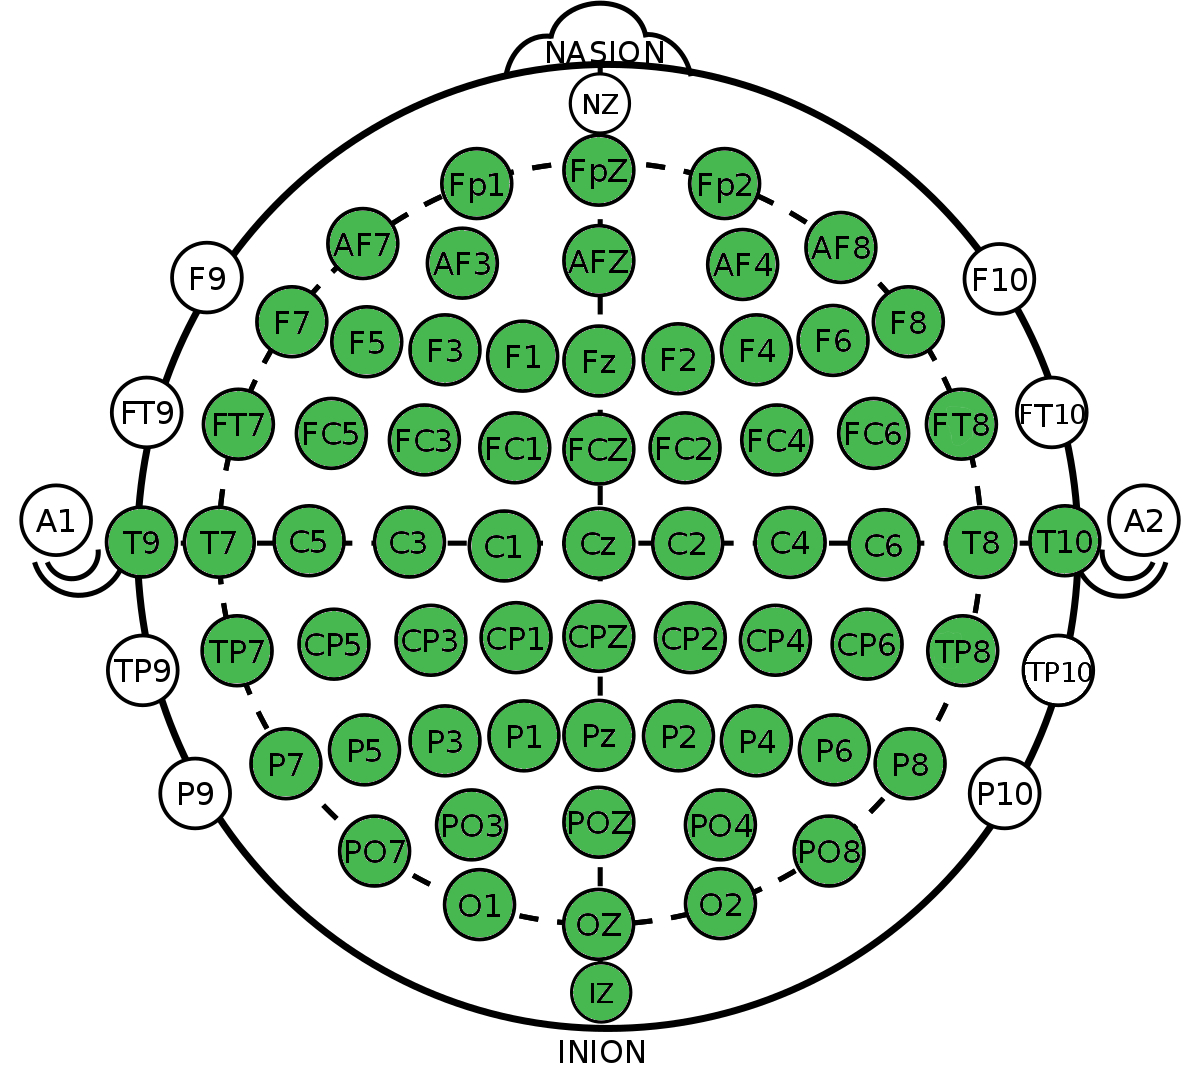 NASION
NZ
Fp1 FpZ Fp2
AF7 AF3 AFZ AF4 AF8
F9 F10
F7 F5 F3 F1 Fz F2 F4 F6 F8
FT9 FT7 FC5 FC3 FC1 FCZ FC2 FC4 FC6 FT8 FT10
A1 A2
T9 T7 C5 C3 C1 Cz C2 C4 C6 T8 T10
TP9 TP7 CP5 CP3 CP1 CPZ CP2 CP4 CP6 TP8 TP10
P7 P5 P3 P1 Pz P2 P4 P6 P8
P9 P10
PO7 PO3 POZ PO4 PO8
O1 OZ O2
IZ
INION